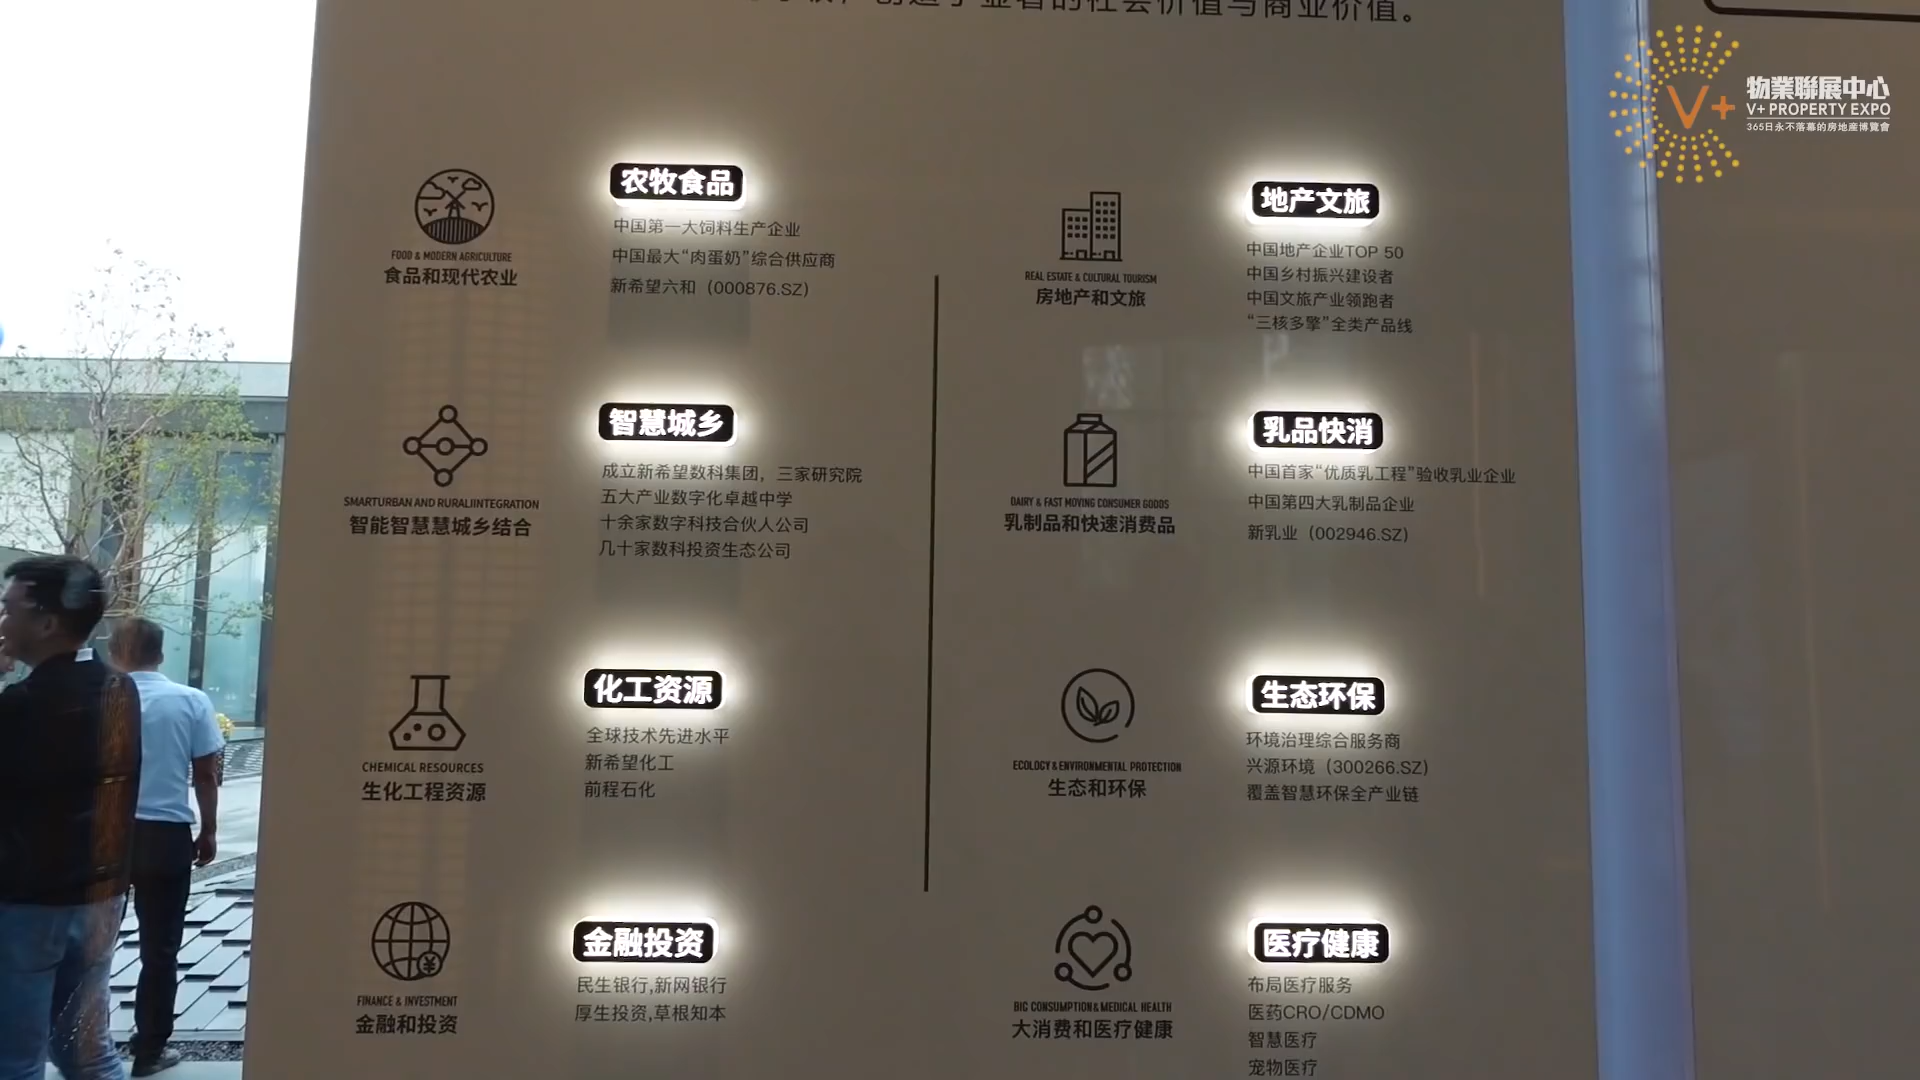 创造了显著的社会价值与商业价值。
物業聯展中心
V+ PROPERTY EXPO
365日永不落幕的房地産博覽會
V+
FOOD & MODERN AGRICULTURE
食品和现代农业
农牧食品
中国第一大饲料生产企业
中国最大“肉蛋奶”综合供应商
新希望六和（000876.SZ）
SMARTURBAN AND RURALIINTEGRATION
智能智慧慧城乡结合
智慧城乡
成立新希望数科集团，三家研究院
五大产业数字化卓越中学
十余家数字科技合伙人公司
几十家数科投资生态公司
CHEMICAL RESOURCES
生化工程资源
化工资源
全球技术先进水平
新希望化工
前程石化
FINANCE & INVESTMENT
金融和投资
金融投资
民生银行,新网银行
厚生投资,草根知本
REAL ESTATE & CULTURAL TOURISM
房地产和文旅
地产文旅
中国地产企业TOP 50
中国乡村振兴建设者
中国文旅产业领跑者
“三核多擎”全类产品线
DAIRY & FAST MOVING CONSUMER GOODS
乳制品和快速消费品
乳品快消
中国首家“优质乳工程”验收乳业企业
中国第四大乳制品企业
新乳业（002946.SZ）
ECOLOGY & ENVIRONMENTAL PROTECTION
生态和环保
生态环保
环境治理综合服务商
兴源环境（300266.SZ）
覆盖智慧环保全产业链
BIG CONSUMPTION & MEDICAL HEALTH
大消费和医疗健康
医疗健康
布局医疗服务
医药CRO/CDMO
智慧医疗
宠物医疗